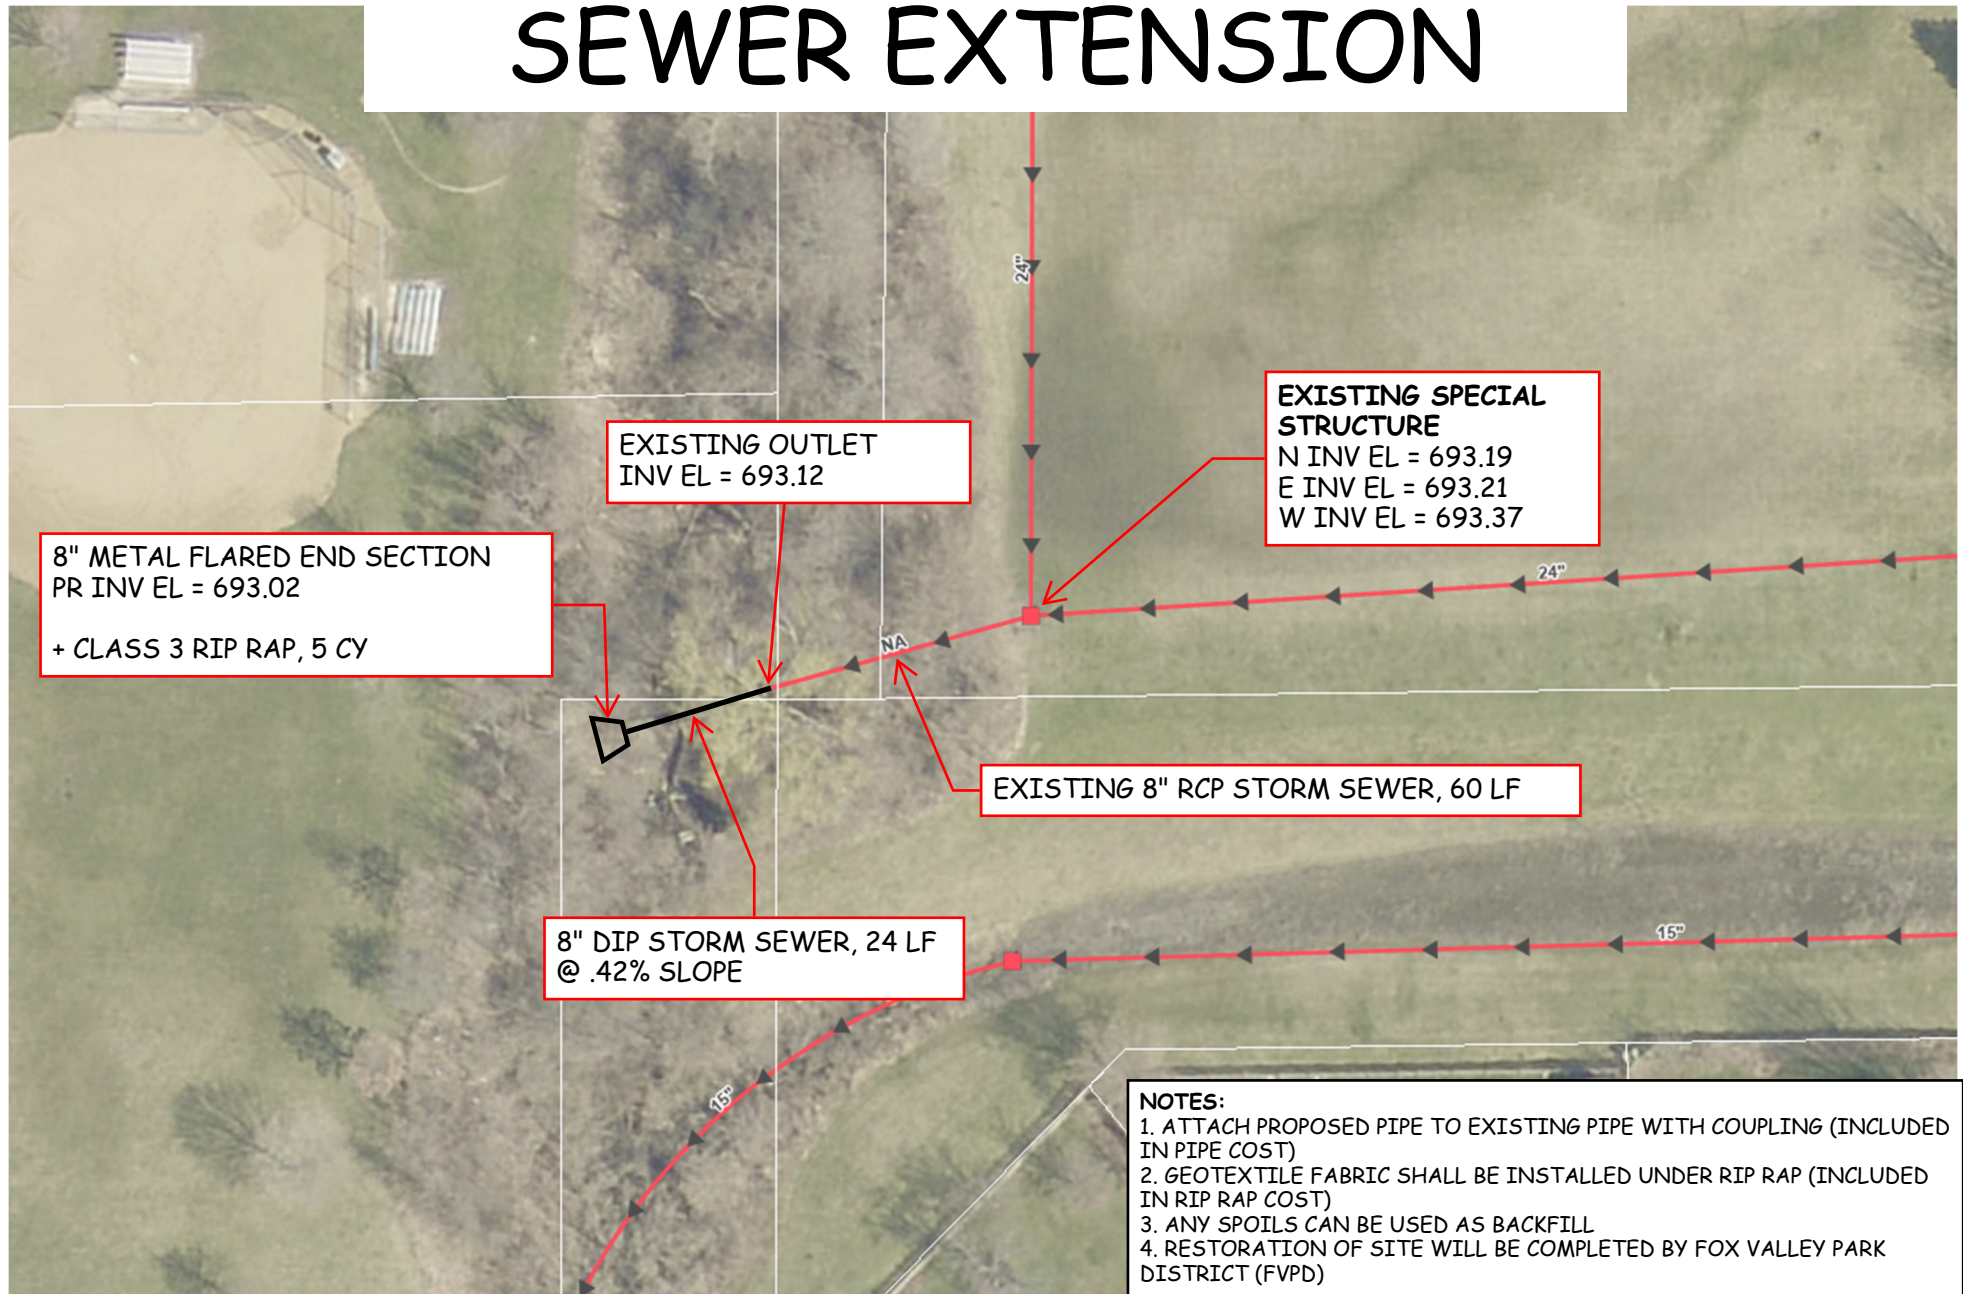 SEWER EXTENSION
24"
EXISTING SPECIAL
STRUCTURE
N INV EL = 693.19
E INV EL = 693.21
W INV EL = 693.37
EXISTING OUTLET
INV EL = 693.12
8" METAL FLARED END SECTION
PR INV EL = 693.02
+ CLASS 3 RIP RAP, 5 CY
24"
NA
EXISTING 8" RCP STORM SEWER, 60 LF
8" DIP STORM SEWER, 24 LF
@ .42% SLOPE
15"
15"
NOTES:
1. ATTACH PROPOSED PIPE TO EXISTING PIPE WITH COUPLING (INCLUDED
IN PIPE COST)
2. GEOTEXTILE FABRIC SHALL BE INSTALLED UNDER RIP RAP (INCLUDED
IN RIP RAP COST)
3. ANY SPOILS CAN BE USED AS BACKFILL
4. RESTORATION OF SITE WILL BE COMPLETED BY FOX VALLEY PARK
DISTRICT (FVPD)